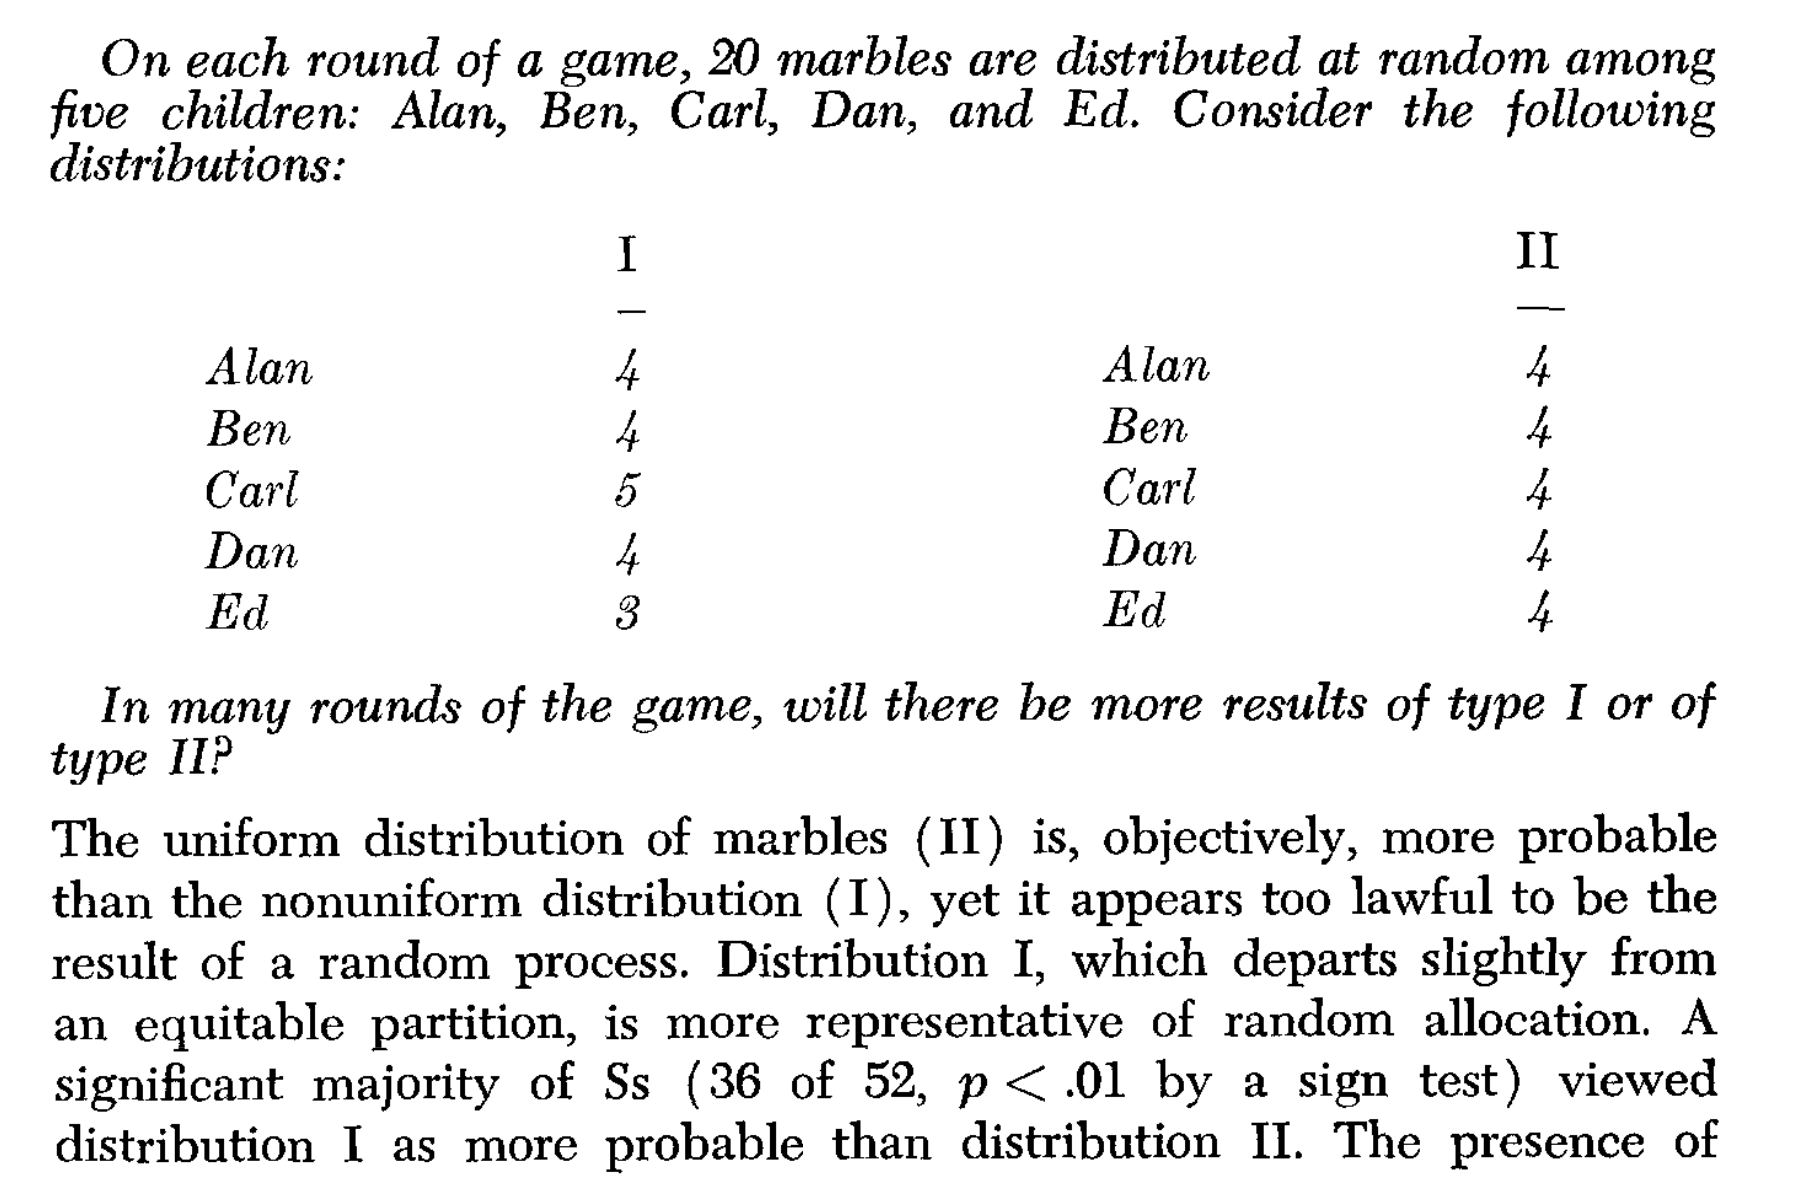 On each round of a game, 20 marbles are distributed at random among
five children: Alan, Ben, Carl, Dan, and Ed. Consider the following
distributions:
I II
Alan 4 Alan 4
Ben 4 Ben 4
Carl 5 Carl 4
Dan 4 Dan 4
Ed 3 Ed 4
In many rounds of the game, will there be more results of type I or of
type II?
The uniform distribution of marbles (II) is, objectively, more probable
than the nonuniform distribution (I), yet it appears too lawful to be the
result of a random process. Distribution I, which departs slightly from
an equitable partition, is more representative of random allocation. A
significant majority of Ss (36 of 52, p < .01 by a sign test) viewed
distribution I as more probable than distribution II. The presence of